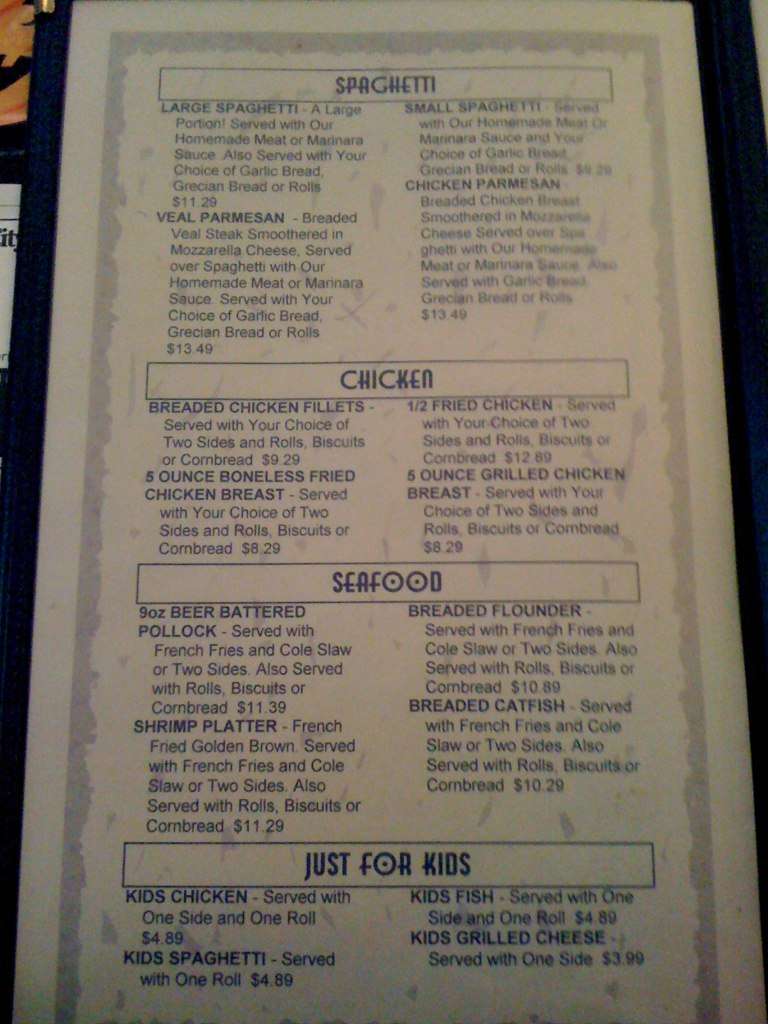 SPAGHETTI
LARGE SPAGHETTI - A Large
Portion! Served with Our
Homemade Meat or Marinara
Sauce. Also Served with Your
Choice of Garlic Bread,
Grecian Bread or Rolls
$11.29
VEAL PARMESAN - Breaded
Veal Steak Smoothered in
Mozzarella Cheese, Served
over Spaghetti with Our
Homemade Meat or Marinara
Sauce. Served with Your
Choice of Garlic Bread,
Grecian Bread or Rolls
$13.49
SMALL SPAGHETTI - Served
with Our Homemade Meat Or
Marinara Sauce and Your
Choice of Garlic Bread,
Grecian Bread or Rolls $9.29
CHICKEN PARMESAN
Breaded Chicken Breast
Smoothered in Mozzarella
Cheese Served over Spa
ghetti with Our Homemade
Meat or Marinara Sauce. Also
Served with Garlic Bread,
Grecian Bread or Rolls
$13.49
CHICKEN
BREADED CHICKEN FILLETS -
Served with Your Choice of
Two Sides and Rolls, Biscuits
or Cornbread $9.29
5 OUNCE BONELESS FRIED
CHICKEN BREAST - Served
with Your Choice of Two
Sides and Rolls, Biscuits or
Cornbread $8.29
1/2 FRIED CHICKEN - Served
with Your Choice of Two
Sides and Rolls, Biscuits or
Cornbread $12.89
5 OUNCE GRILLED CHICKEN
BREAST - Served with Your
Choice of Two Sides and
Rolls, Biscuits or Cornbread
$8.29
SEAFOOD
9oz BEER BATTERED
POLLOCK - Served with
French Fries and Cole Slaw
or Two Sides. Also Served
with Rolls, Biscuits or
Cornbread $11.39
SHRIMP PLATTER - French
Fried Golden Brown. Served
with French Fries and Cole
Slaw or Two Sides. Also
Served with Rolls, Biscuits or
Cornbread $11.29
BREADED FLOUNDER -
Served with French Fries and
Cole Slaw or Two Sides. Also
Served with Rolls, Biscuits or
Cornbread $10.89
BREADED CATFISH - Served
with French Fries and Cole
Slaw or Two Sides. Also
Served with Rolls, Biscuits or
Cornbread $10.29
JUST FOR KIDS
KIDS CHICKEN - Served with
One Side and One Roll
$4.89
KIDS SPAGHETTI - Served
with One Roll $4.89
KIDS FISH - Served with One
Side and One Roll $4.89
KIDS GRILLED CHEESE -
Served with One Side $3.99